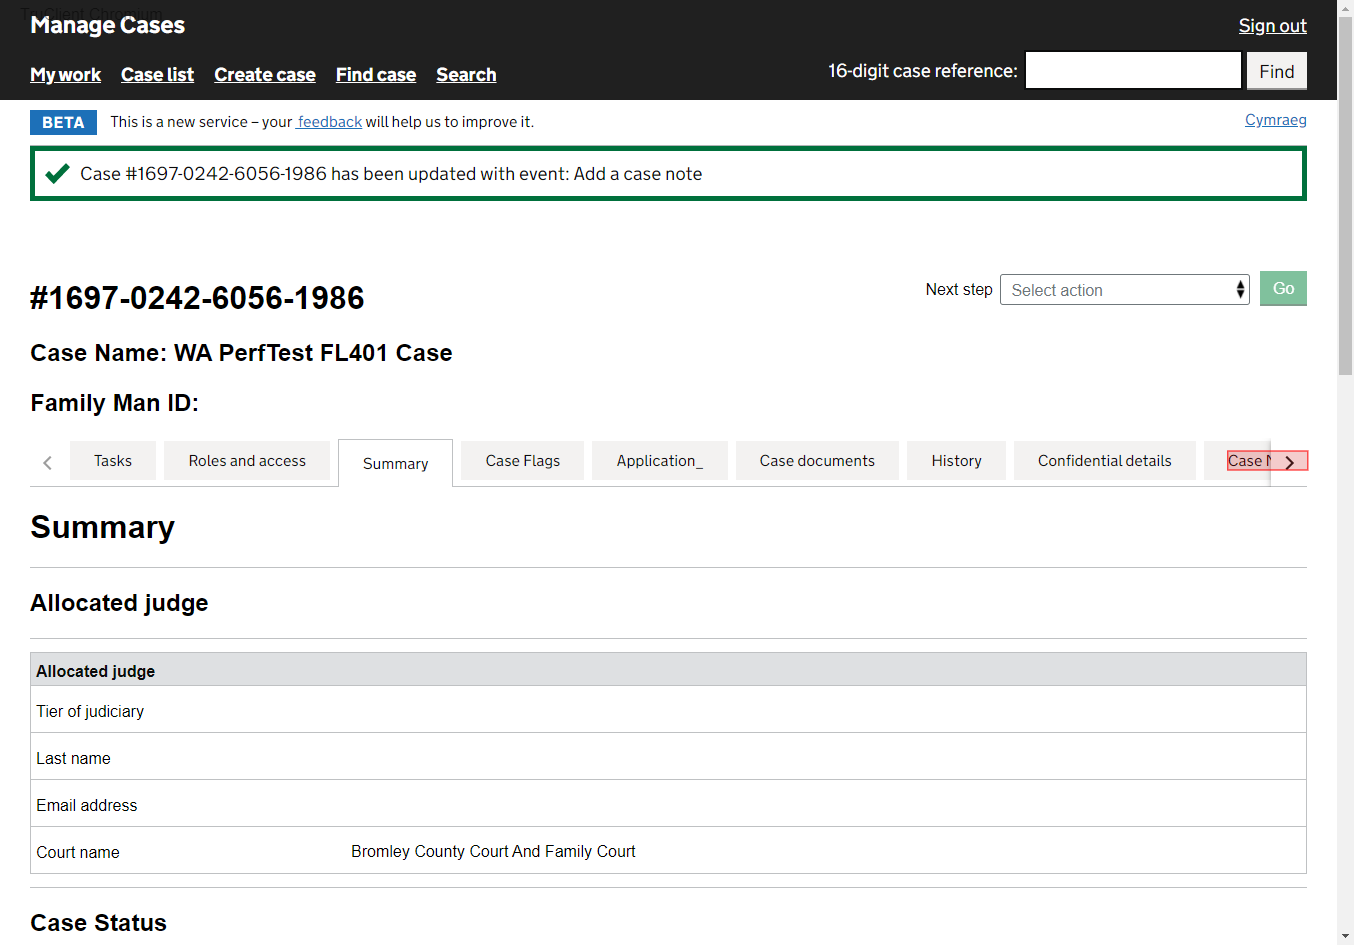 TruClient Chromium
Manage Cases
Sign out
My work Case list Create case Find case Search
16-digit case reference: Find
BETA This is a new service – your feedback will help us to improve it.
Cymraeg
Case #1697-0242-6056-1986 has been updated with event: Add a case note
#1697-0242-6056-1986
Next step Select action Go
Case Name: WA PerfTest FL401 Case
Family Man ID:
Tasks Roles and access Summary Case Flags Application_ Case documents History Confidential details Case
Summary
Allocated judge
Allocated judge
Tier of judiciary
Last name
Email address
Court name Bromley County Court And Family Court
Case Status